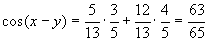 cos(x − y) = 5/13 · 3/5 + 12/13 · 4/5 = 63/65